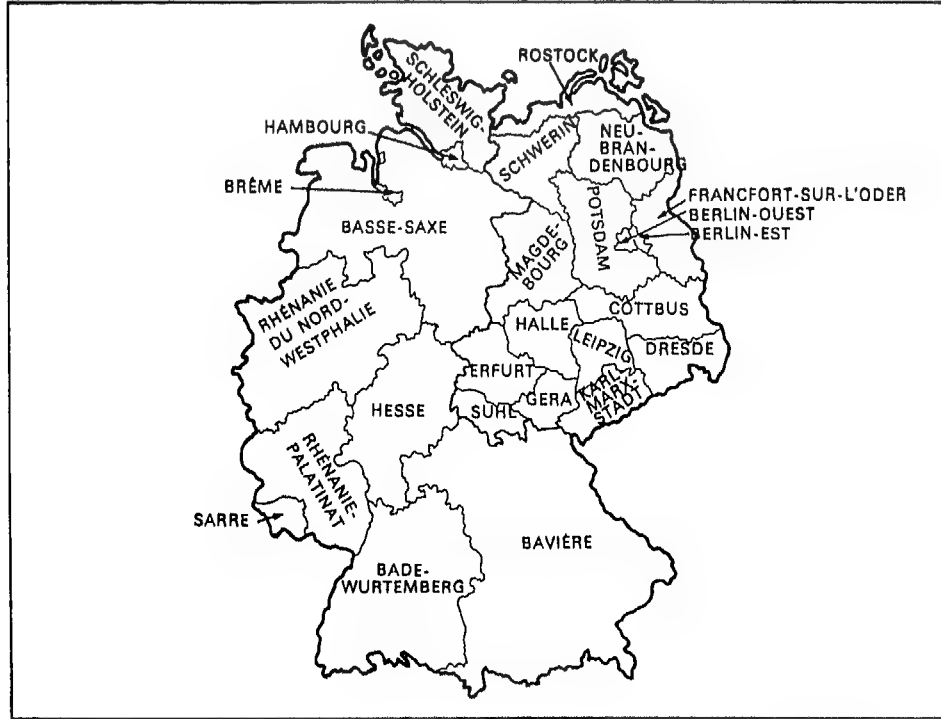 ROSTOCK
SCHLESWIG-
HOLSTEIN
HAMBOURG
SCHWERIN
NEU-
BRAN-
DENBOURG
BRÊME
FRANCFORT-SUR-L'ODER
BERLIN-OUEST
BERLIN-EST
POTSDAM
BASSE-SAXE
MAGDE-
BOURG
RHÉNANIE
DU NORD-
WESTPHALIE
COTTBUS
HALLE
LEIPZIG
DRESDE
ERFURT
KARL-
MARX-
STADT
GERA
SUHL
HESSE
RHÉNANIE-
PALATINAT
SARRE
BAVIÈRE
BADE-
WURTEMBERG